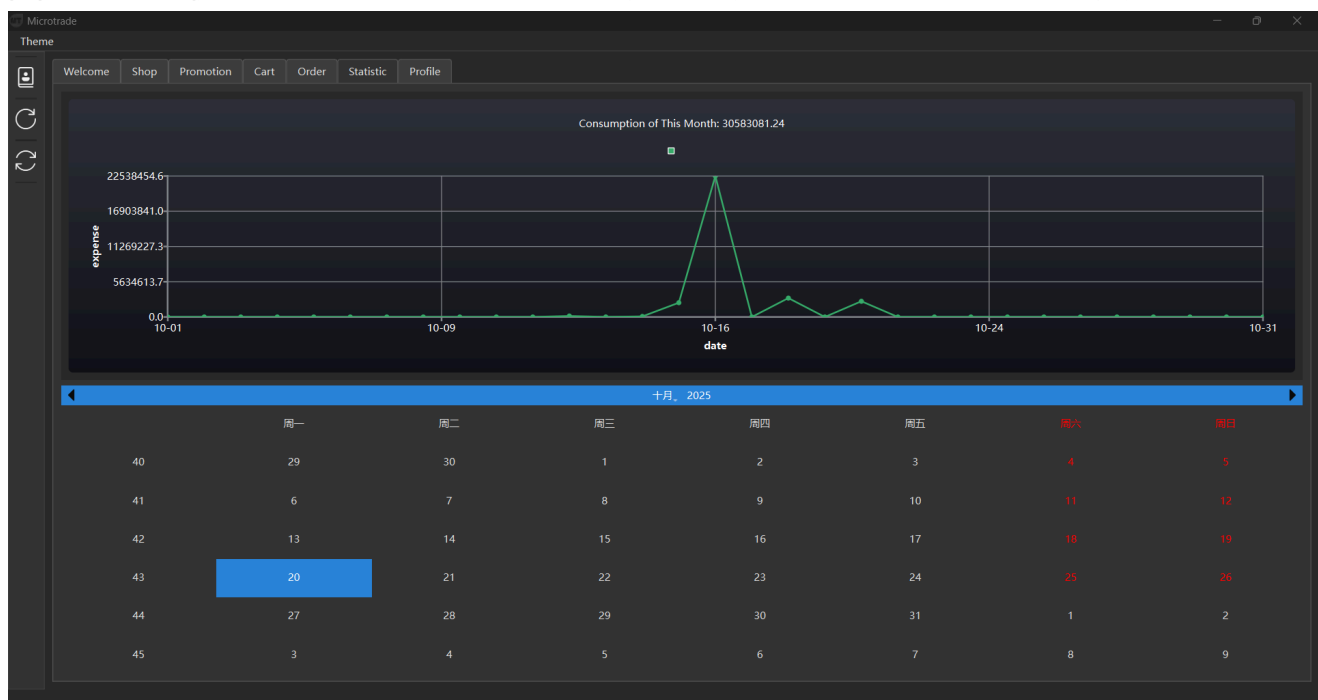 Microtrade
Theme
Welcome Shop Promotion Cart Order Statistic Profile
Consumption of This Month: 30583081.24
22538454.6
16903841.0
11269227.3
5634613.7
0.0
expense
10-01 10-09 10-16 10-24 10-31
date
十月。 2025
周一 周二 周三 周四 周五 周六 周日
40 29 30 1 2 3 4 5
41 6 7 8 9 10 11 12
42 13 14 15 16 17 18 19
43 20 21 22 23 24 25 26
44 27 28 29 30 31 1 2
45 3 4 5 6 7 8 9